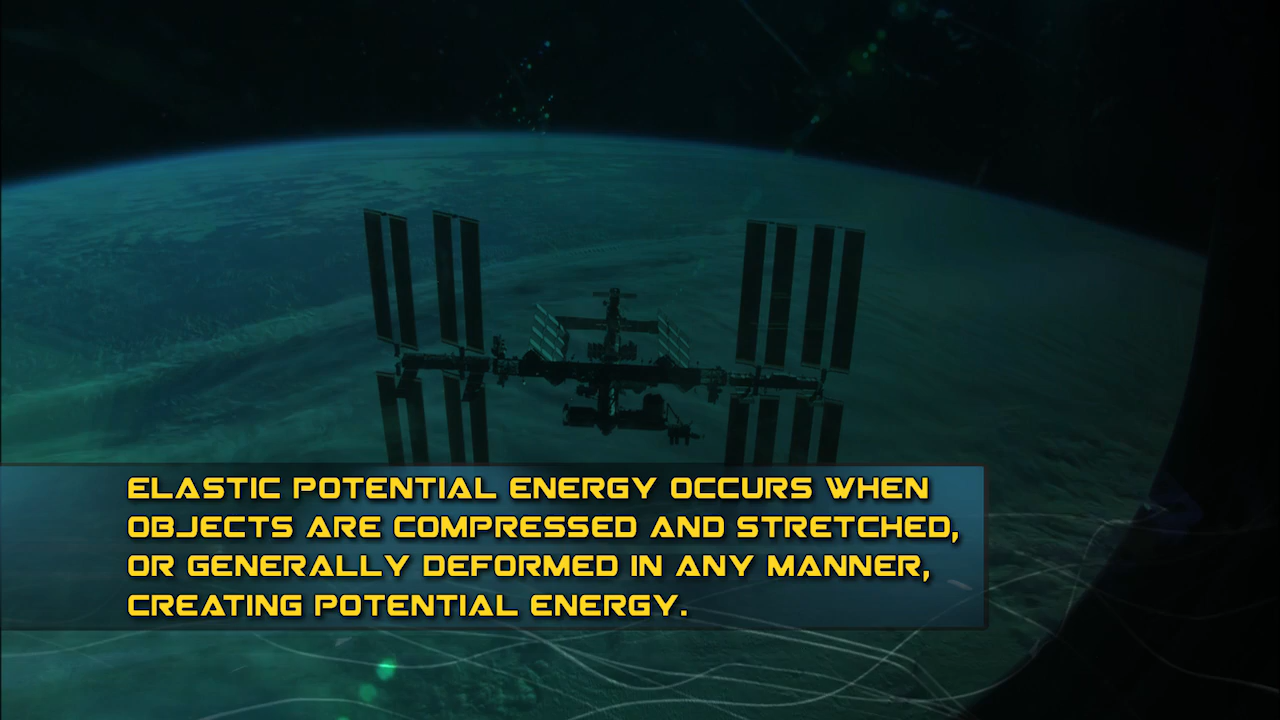 ELASTIC POTENTIAL ENERGY OCCURS WHEN
OBJECTS ARE COMPRESSED AND STRETCHED,
OR GENERALLY DEFORMED IN ANY MANNER,
CREATING POTENTIAL ENERGY.